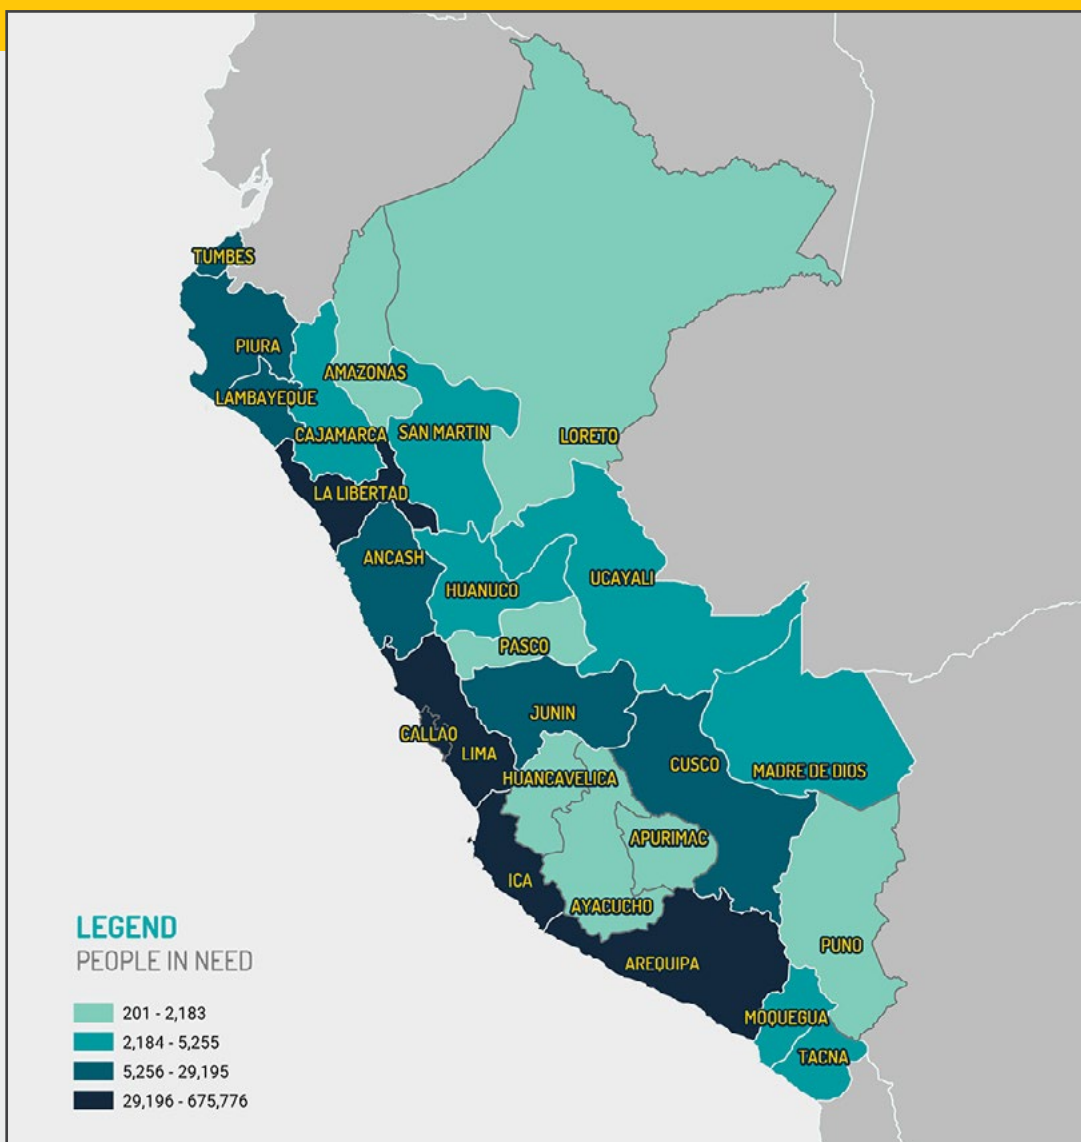 TUMBES
PIURA
AMAZONAS
LAMBAYEQUE
CAJAMARCA
SAN MARTIN
LORETO
LA LIBERTAD
ANCASH
UCAYALI
HUANUCO
PASCO
JUNIN
CALLAO
LIMA
CUSCO
MADRE DE DIOS
HUANCAVELICA
APURIMAC
ICA
AYACUCHO
PUNO
AREQUIPA
MOQUEGUA
TACNA
LEGEND
PEOPLE IN NEED
201 - 2,183
2,184 - 5,255
5,256 - 29,195
29,196 - 675,776